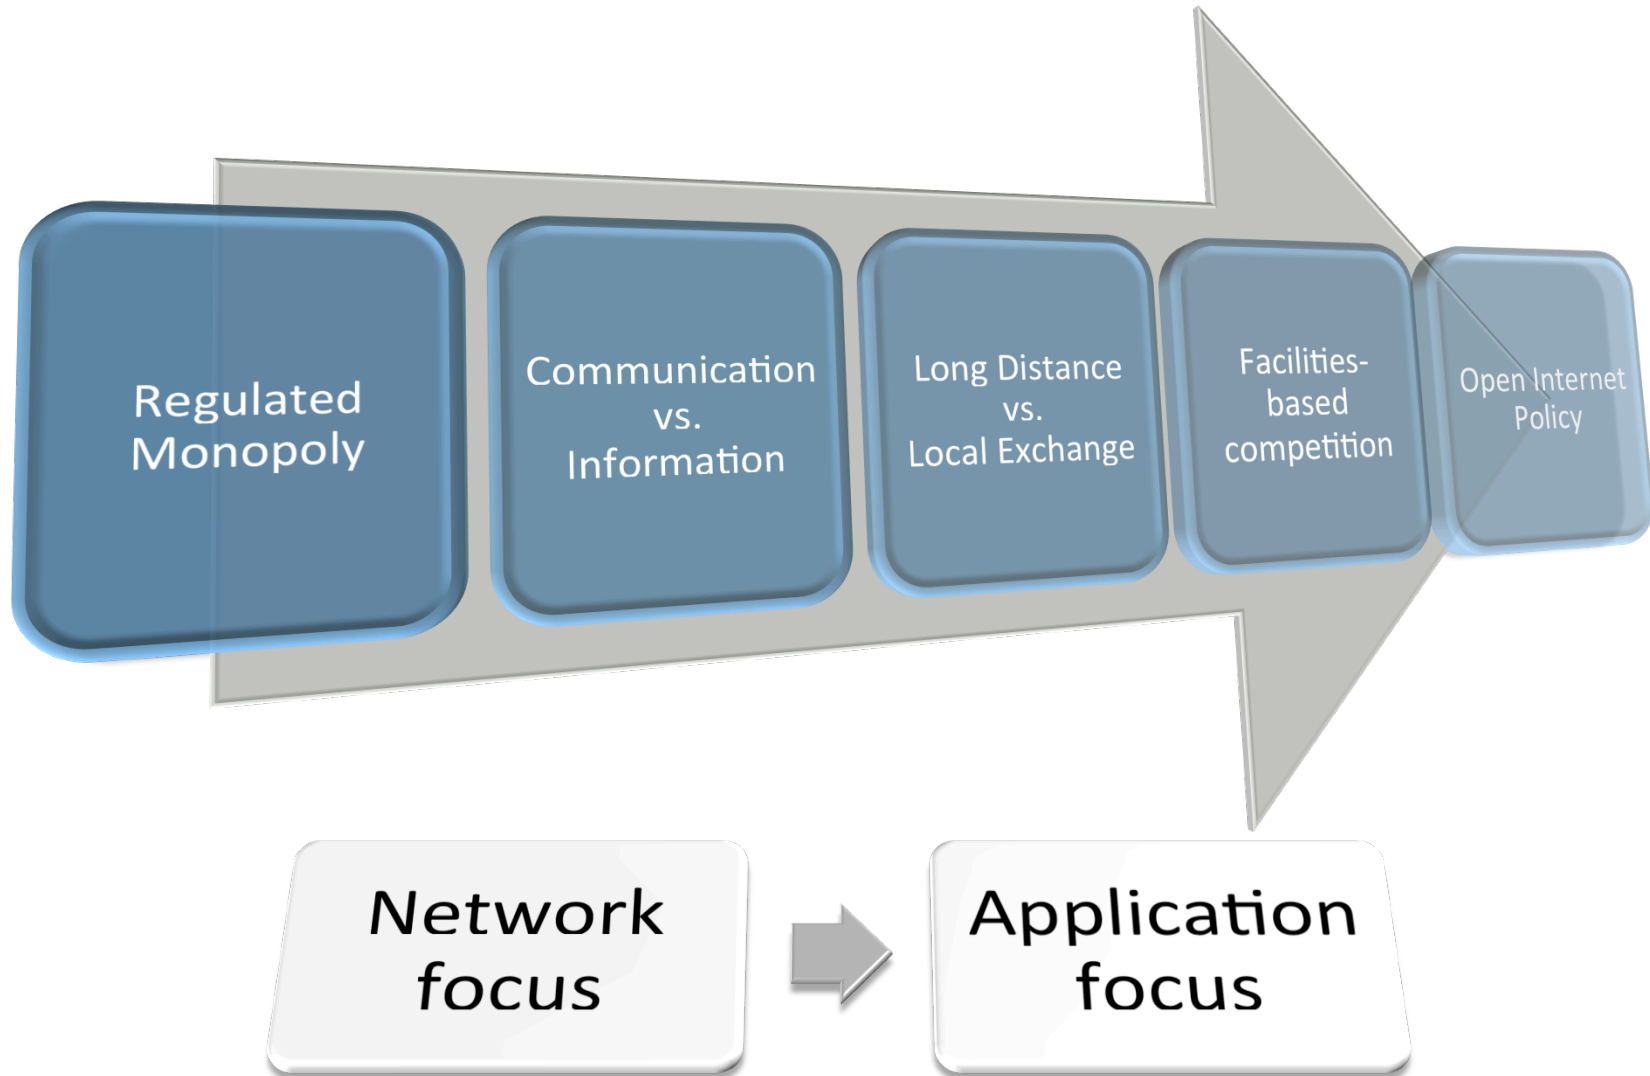 Regulated
Monopoly
Communication
vs.
Information
Long Distance
vs.
Local Exchange
Facilities-
based
competition
Open Internet
Policy
Network
focus
Application
focus